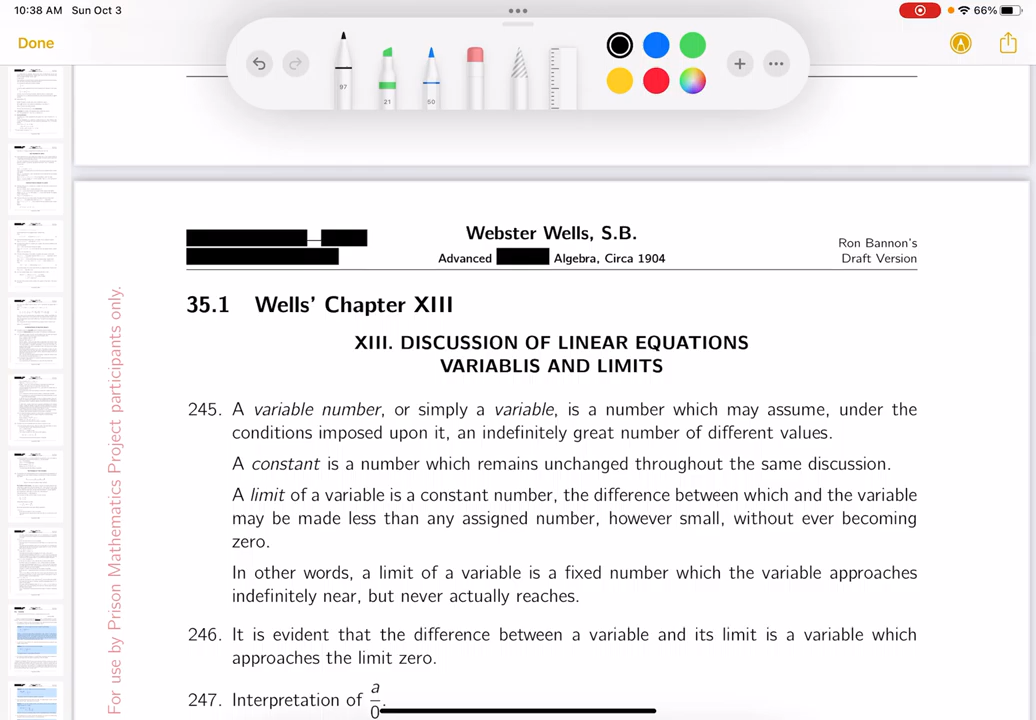 10:38 AM Sun Oct 3
66%
Done
97
21
50
Webster Wells, S.B.
Advanced Algebra, Circa 1904
Ron Bannon's
Draft Version
For use by Prison Mathematics Project participants only.
35.1 Wells' Chapter XIII
XIII. DISCUSSION OF LINEAR EQUATIONS
VARIABLIS AND LIMITS
245. A variable number, or simply a variable, is a number which may assume, under the
conditions imposed upon it, an indefinitely great number of different values.
A constant is a number which remains unchanged throughout the same discussion.
A limit of a variable is a constant number, the difference between which and the variable
may be made less than any assigned number, however small, without ever becoming
zero.
In other words, a limit of a variable is a fixed number which the variable approaches
indefinitely near, but never actually reaches.
246. It is evident that the difference between a variable and its limit is a variable which
approaches the limit zero.
247. Interpretation of a/0.